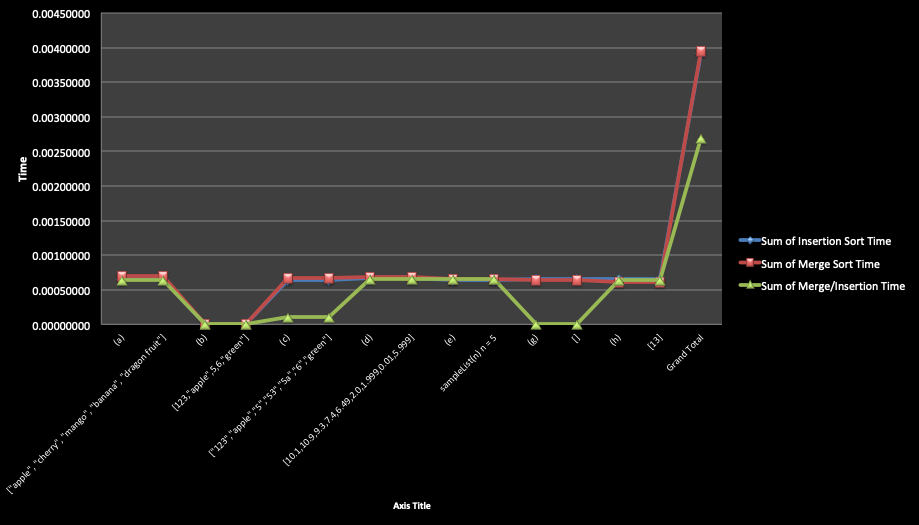 0.00450000
0.00400000
0.00350000
0.00300000
0.00250000
0.00200000
0.00150000
0.00100000
0.00050000
0.00000000
Time
(a)
["apple", "cherry", "mango", "banana", "dragon fruit"]
(b)
[123,"apple",5.6,"green"]
(c)
["123","apple","5","53","5a","6","green"]
(d)
[10.1,10.9,9.3,7.4,6.49,2.0,1.999,0.01,5.999]
(e)
sampleList(n) n = 5
(g)
[]
(h)
[13]
Grand Total
Axis Title
Sum of Insertion Sort Time
Sum of Merge Sort Time
Sum of Merge/Insertion Time